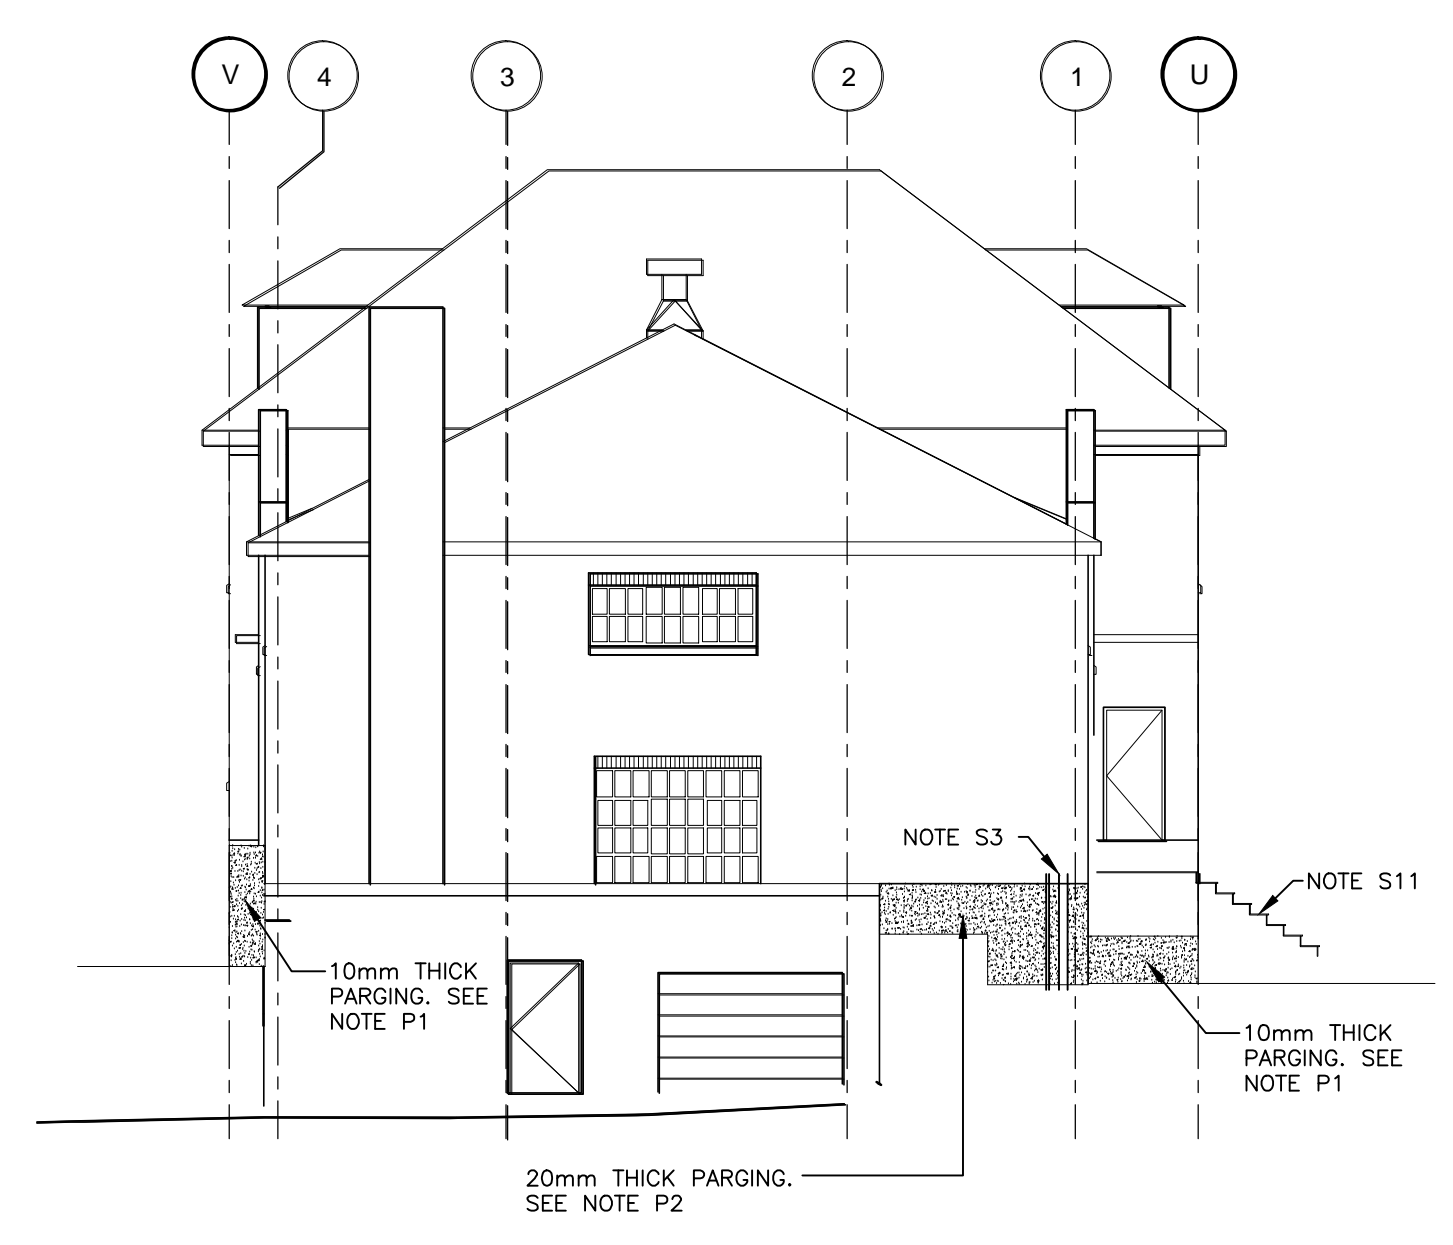 V
4
3
2
1
U
NOTE S3
NOTE S11
10mm THICK
PARGING. SEE
NOTE P1
10mm THICK
PARGING. SEE
NOTE P1
20mm THICK PARGING.
SEE NOTE P2